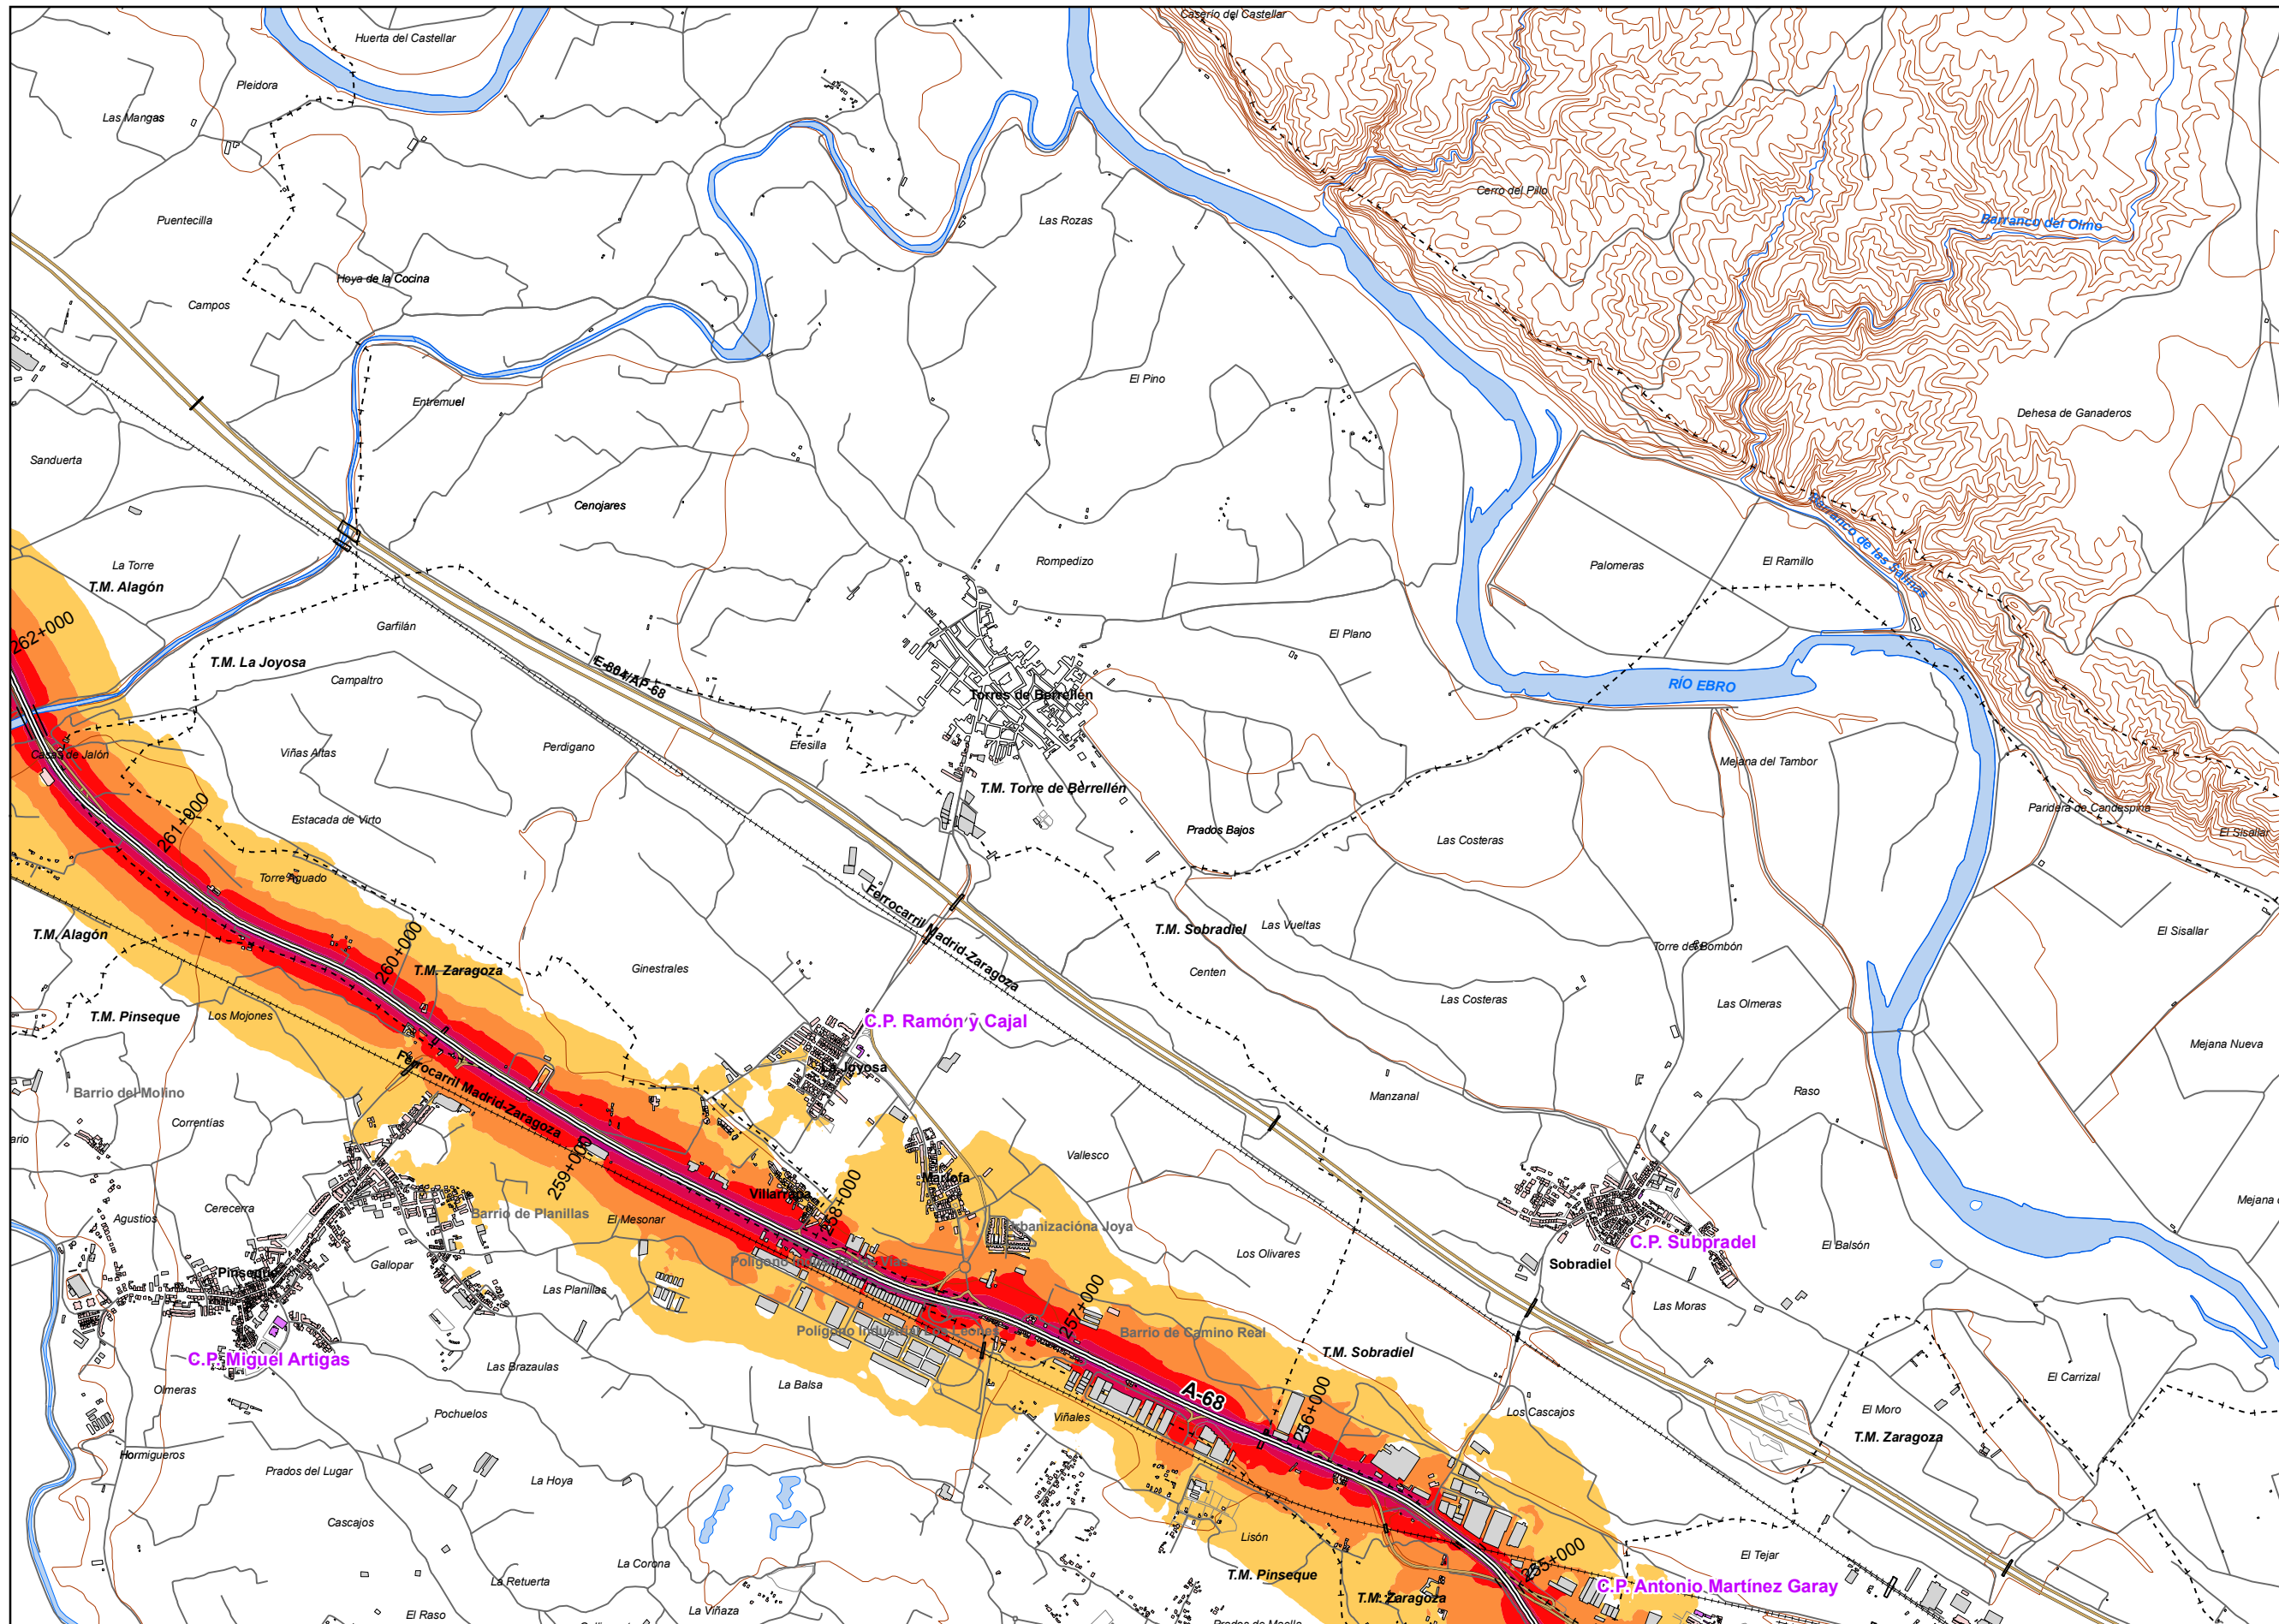 Caserio del Castellar
Huerta del Castellar
Pleidora
Las Mangas
Cerro del Pillo
Puentecilla
Las Rozas
Barranco del Olmo
Hoya de la Cocina
Campos
El Pino
Entremuel
Dehesa de Ganaderos
Sanduerta
Cenojares
Barranco de las Salinas
La Torre
T.M. Alagón
Rompedizo
Palomeras
El Ramillo
262+000
Garfilán
El Plano
T.M. La Joyosa
E-804/AP-68
Campaltro
Torres de Berrellén
RÍO EBRO
Casas de Jalón
Viñas Altas
Perdigano
Efesilla
Mejana del Tambor
T.M. Torre de Bèrrellén
Paridera de Candespina
261+000
Estacada de Virto
Prados Bajos
Las Costeras
El Sisallar
Torre Aguado
Ferrocarril Madrid-Zaragoza
T.M. Alagón
T.M. Sobradiel
Las Vueltas
El Sisallar
Torre del Bombón
260+000
T.M. Zaragoza
Ginestrales
Centen
Las Costeras
Las Olmeras
T.M. Pinseque
Los Mojones
C.P. Ramón y Cajal
Mejana Nueva
La Joyosa
Ferrocarril Madrid-Zaragoza
Barrio del Molino
Manzanal
Raso
Correntías
ario
259+000
Vallesco
Marlofa
Villarrapa
258+000
Mejana
Cerecerra
Agustios
Barrio de Planillas
El Mesonar
Urbanizacióna Joya
Los Olivares
C.P. Subpradel
El Balsón
Gallopar
Pinseque
Sobradiel
Las Planillas
257+000
Las Moras
Polígono Industrial Los Leones
Barrio de Camino Real
C.P. Miguel Artigas
Las Brazaulas
T.M. Sobradiel
El Carrizal
Olmeras
La Balsa
A-68
256+000
Pochuelos
Viñales
Los Cascajos
El Moro
T.M. Zaragoza
Hormigueros
Prados del Lugar
La Hoya
Cascajos
Lisón
La Corona
255+000
El Tejar
La Retuerta
T.M. Pinseque
C.P. Antonio Martínez Garay
El Raso
La Viñaza
T.M. Zaragoza